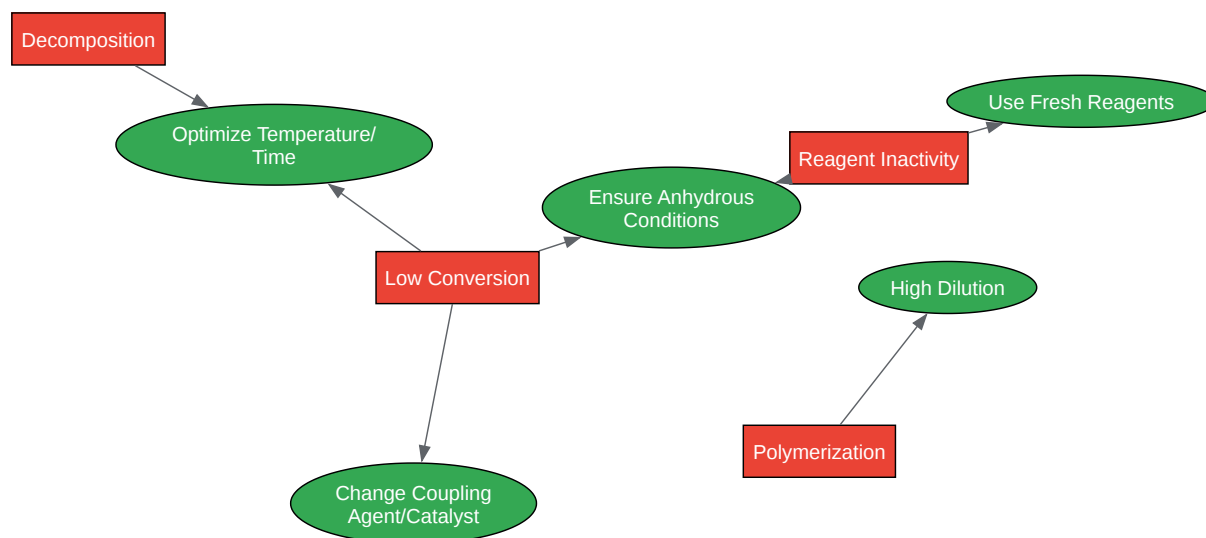 Decomposition
Optimize Temperature/
Time
Use Fresh Reagents
Reagent Inactivity
Ensure Anhydrous
Conditions
Low Conversion
High Dilution
Polymerization
Change Coupling
Agent/Catalyst